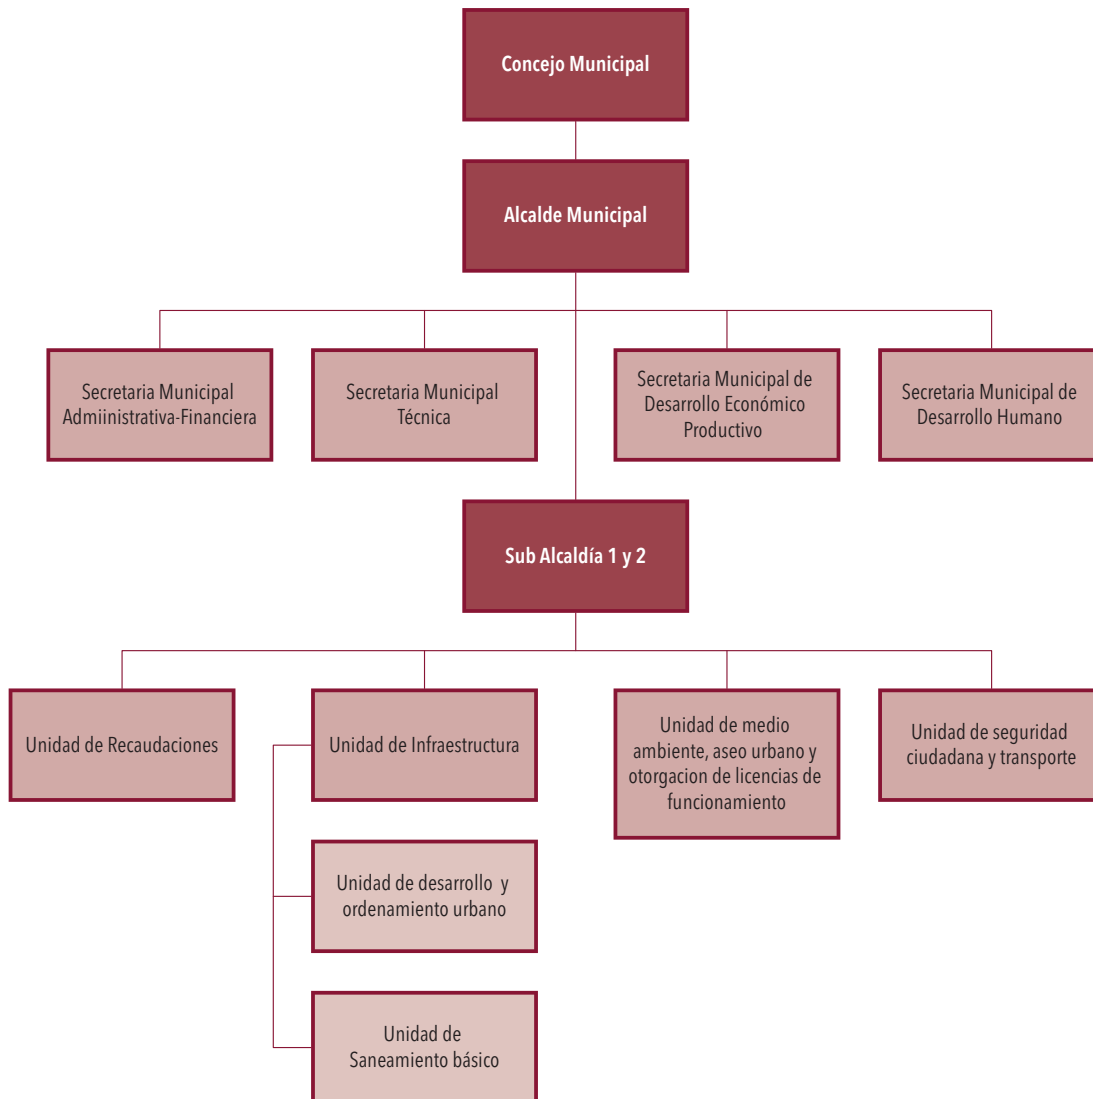 Concejo Municipal
Alcalde Municipal
Secretaria Municipal
Admiinistrativa-Financiera
Secretaria Municipal
Técnica
Secretaria Municipal de
Desarrollo Económico
Productivo
Secretaria Municipal de
Desarrollo Humano
Sub Alcaldía 1 y 2
Unidad de Recaudaciones
Unidad de Infraestructura
Unidad de medio
ambiente, aseo urbano y
otorgacion de licencias de
funcionamiento
Unidad de seguridad
ciudadana y transporte
Unidad de desarrollo y
ordenamiento urbano
Unidad de
Saneamiento básico